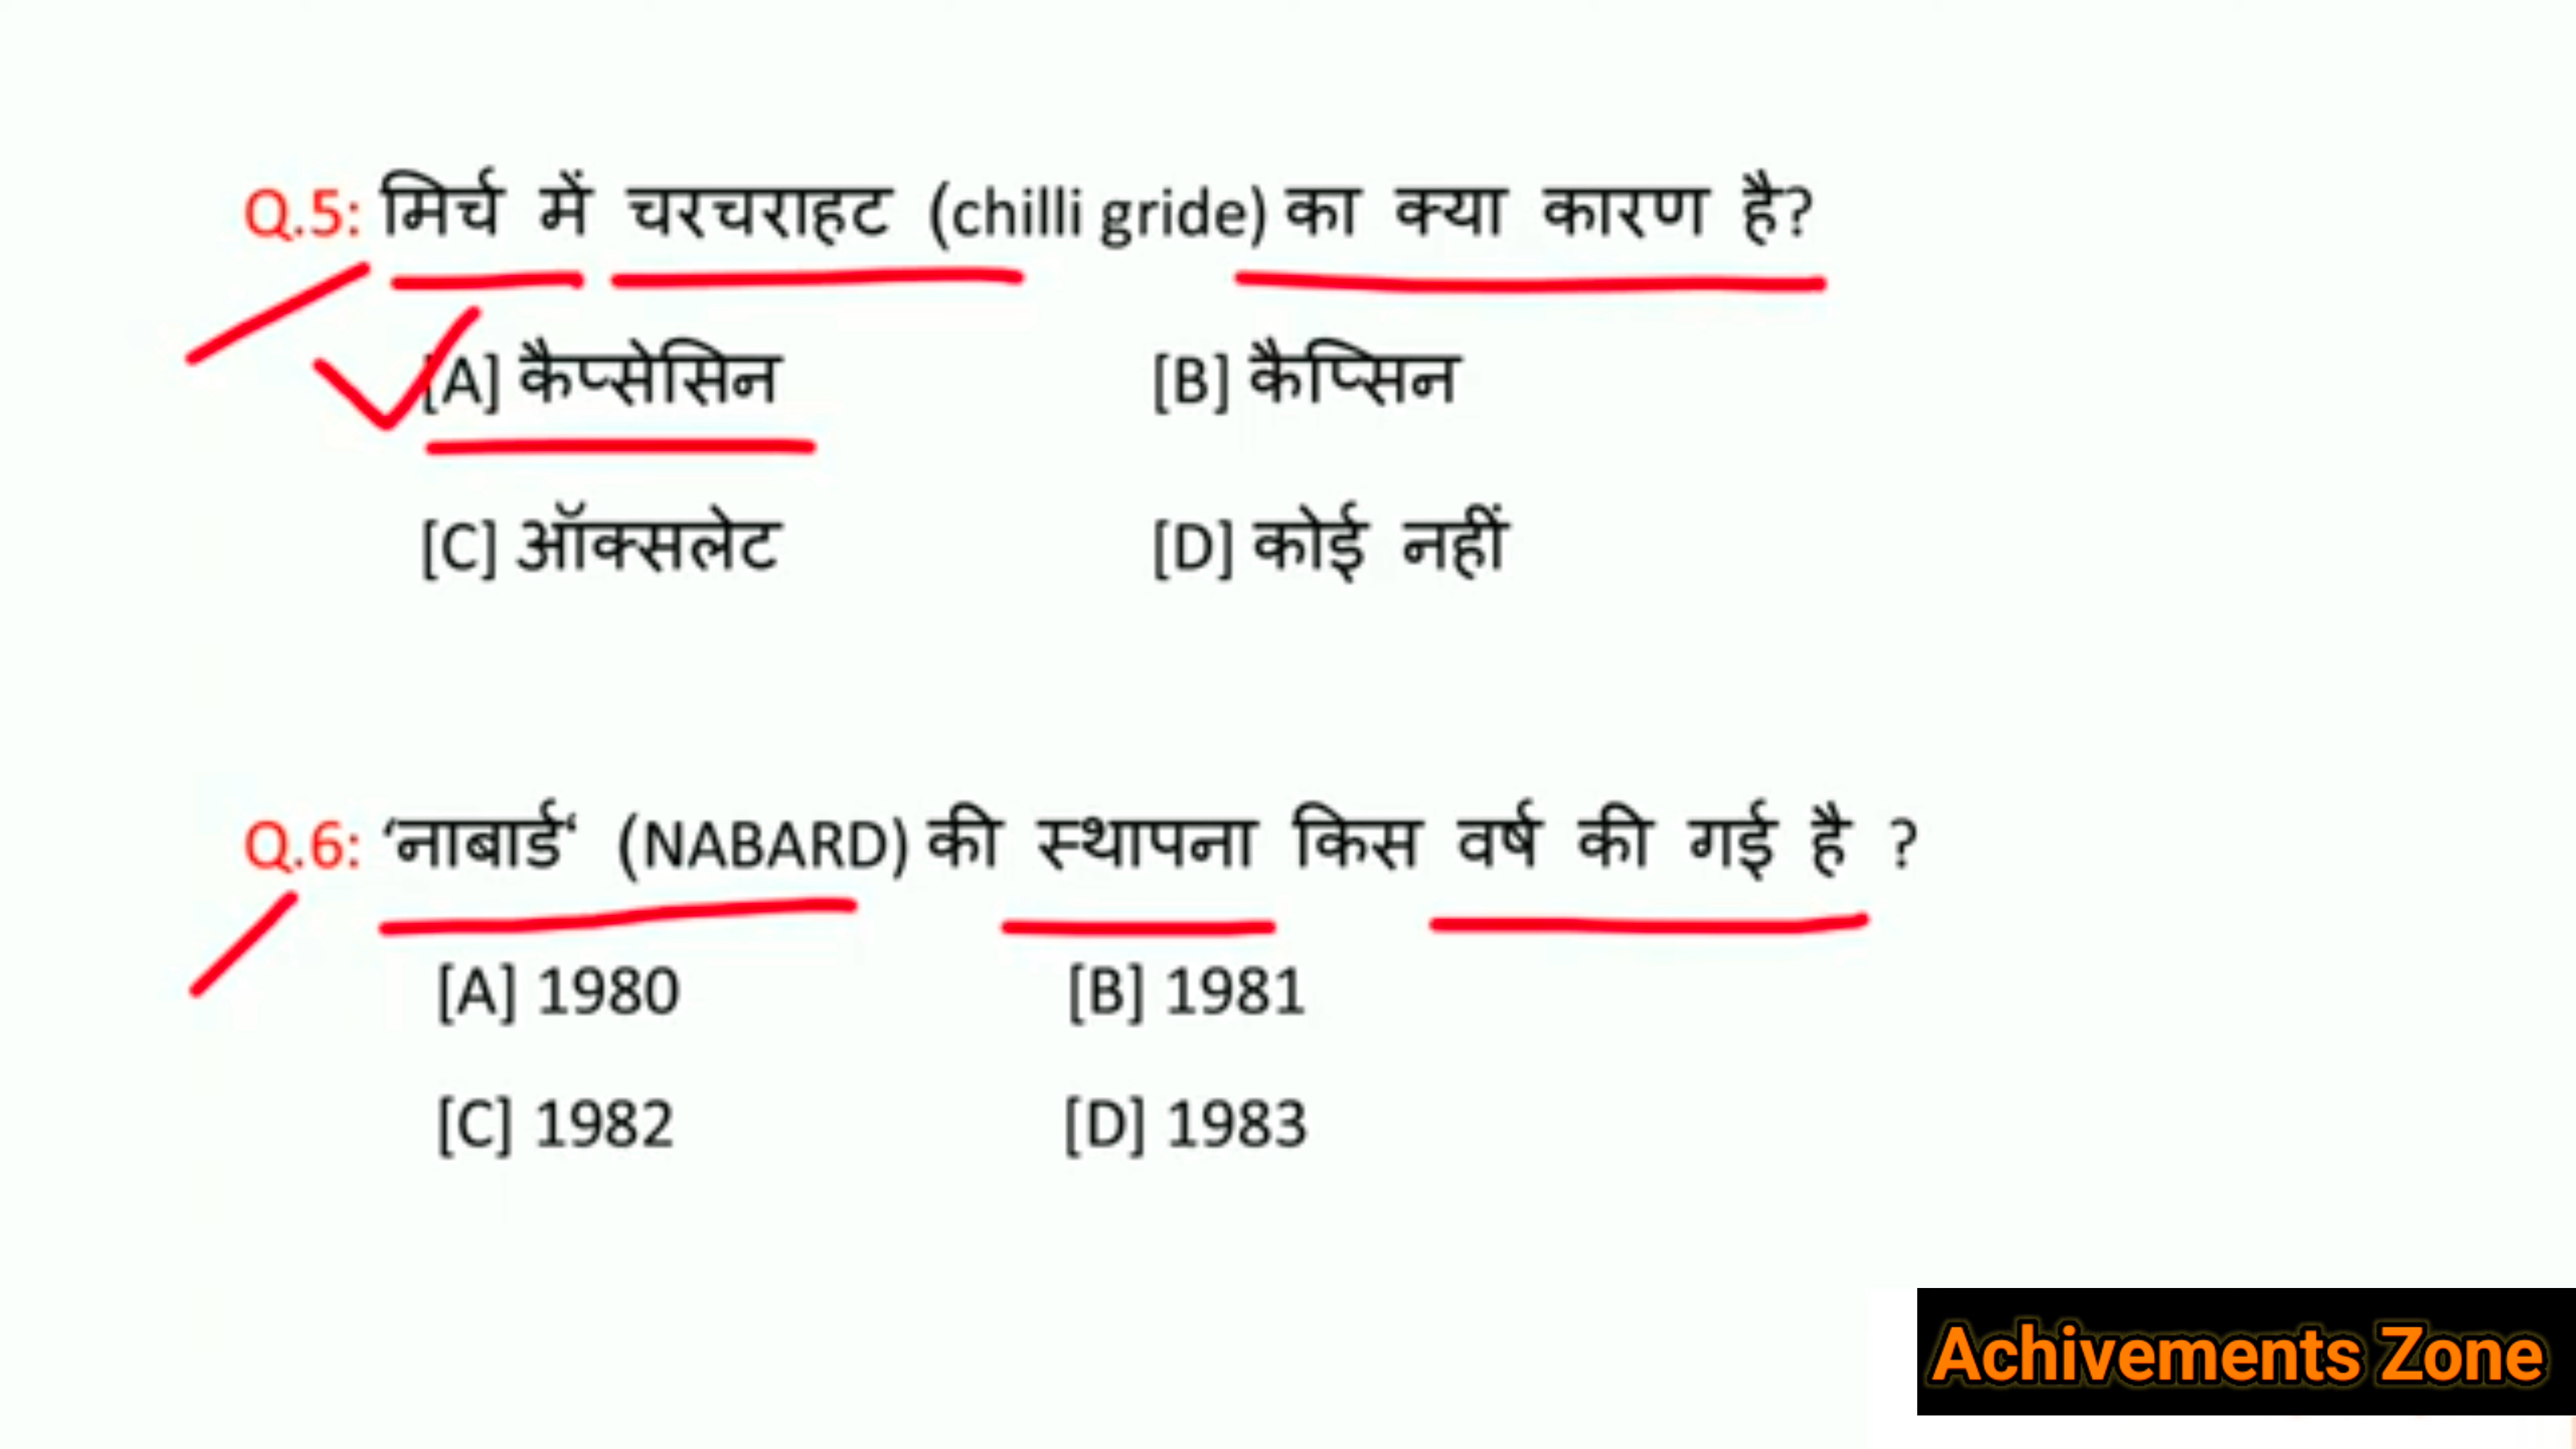 Q.5: मिर्च में चरचराहट (chilli gride) का क्या कारण है?
[A] कैप्सेसिन [B] कैप्सिन
[C] ऑक्सलेट [D] कोई नहीं
Q.6: ‘नाबार्ड‘ (NABARD) की स्थापना किस वर्ष की गई है ?
[A] 1980 [B] 1981
[C] 1982 [D] 1983
Achivements Zone